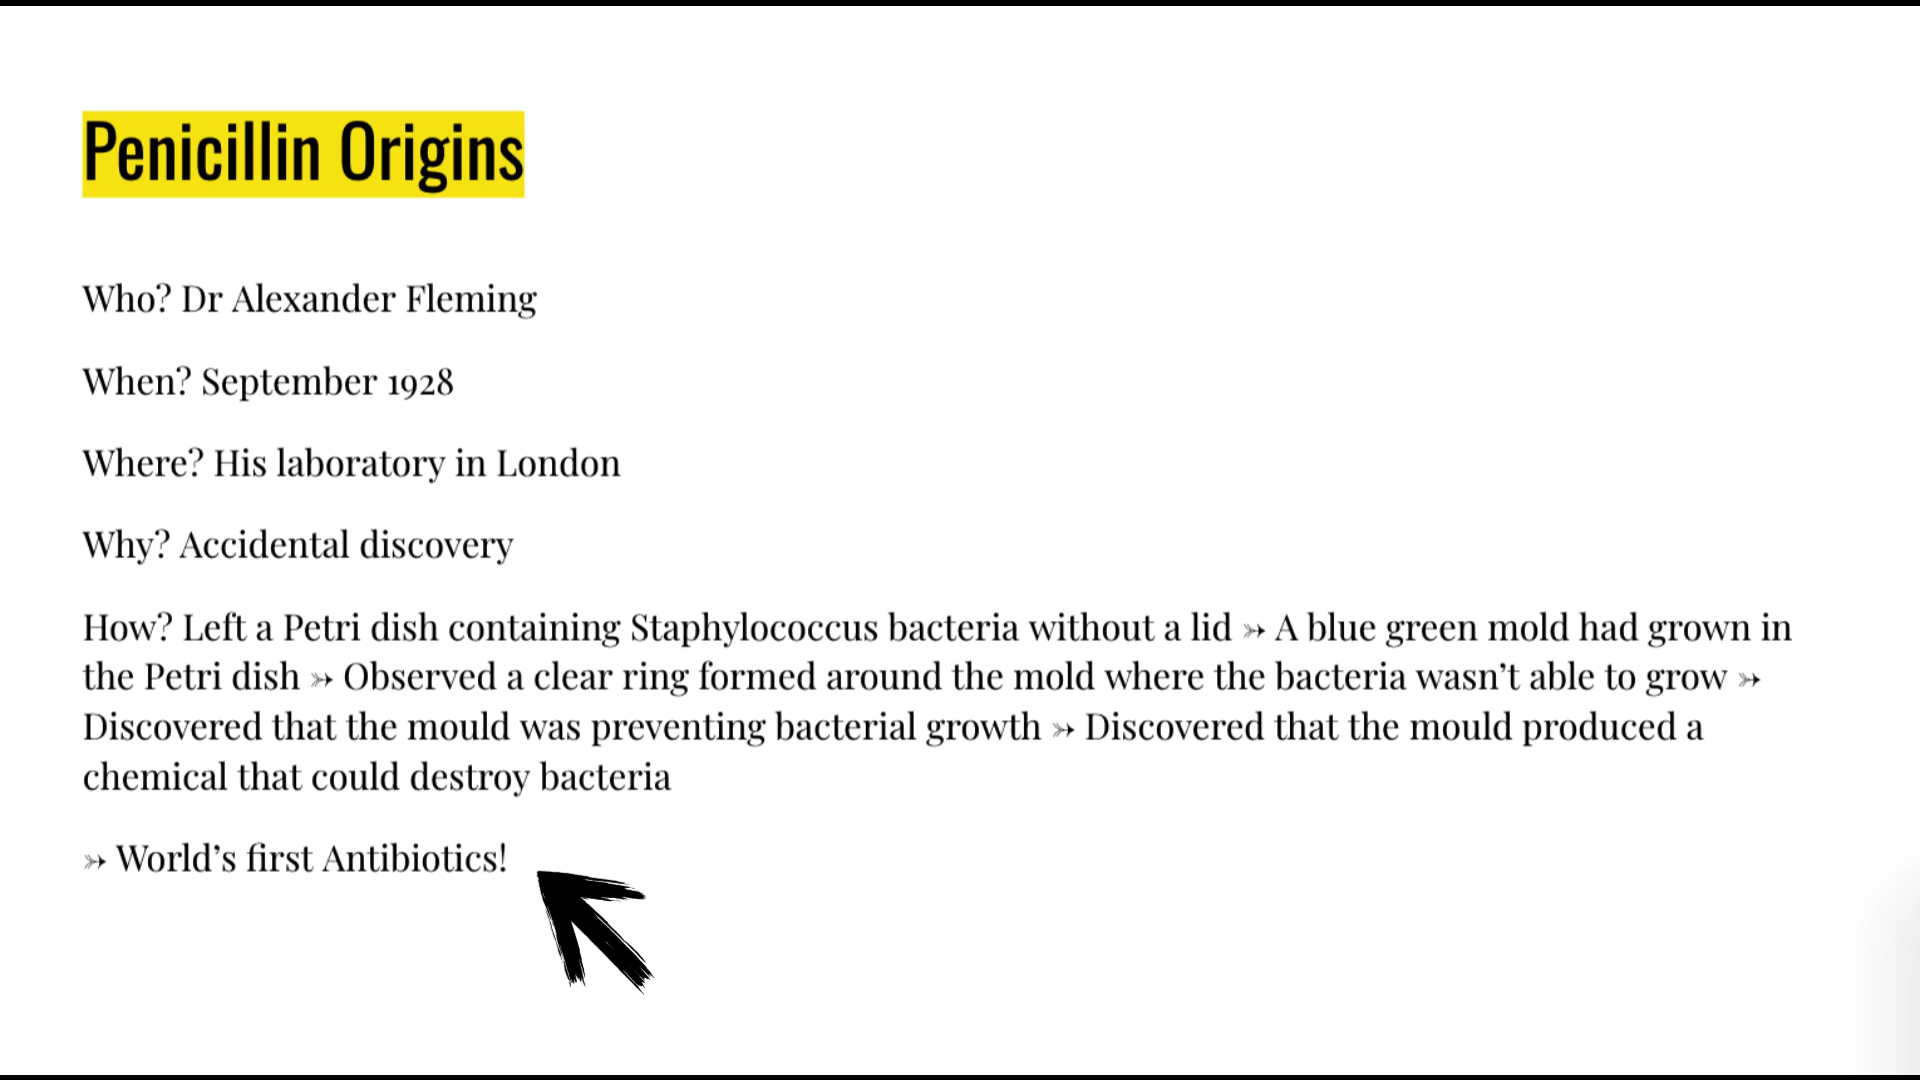 Penicillin Origins
Who? Dr Alexander Fleming
When? September 1928
Where? His laboratory in London
Why? Accidental discovery
How? Left a Petri dish containing Staphylococcus bacteria without a lid ➳ A blue green mold had grown in
the Petri dish ➳ Observed a clear ring formed around the mold where the bacteria wasn’t able to grow ➳
Discovered that the mould was preventing bacterial growth ➳ Discovered that the mould produced a
chemical that could destroy bacteria
➳ World’s first Antibiotics!